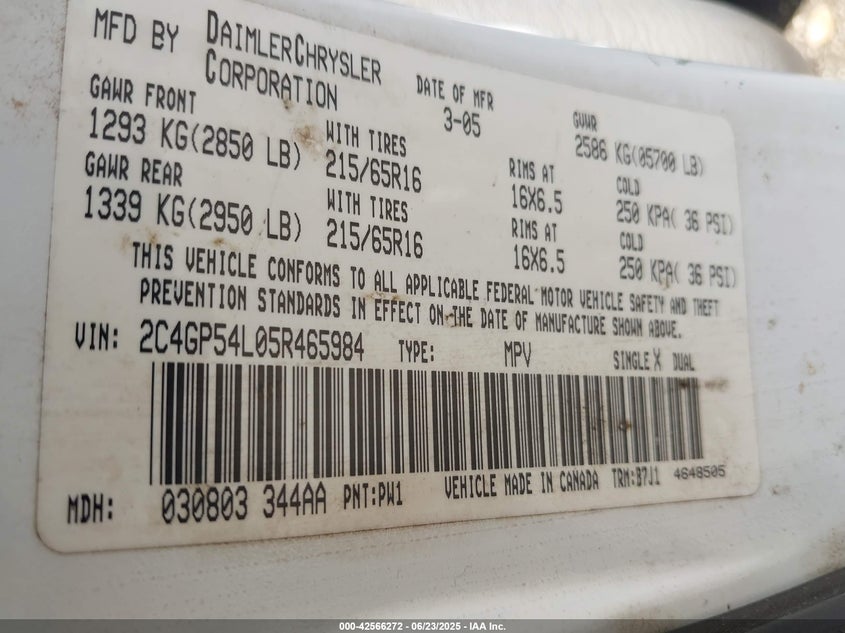 MFD BY DAIMLERCHRYSLER CORPORATION
DATE OF MFR 3-05
GVWR 2586 KG(05700 LB)
GAWR FRONT 1293 KG(2850 LB)
WITH TIRES 215/65R16
RIMS AT 16X6.5
COLD 250 KPA( 36 PSI)
GAWR REAR 1339 KG(2950 LB)
WITH TIRES 215/65R16
RIMS AT 16X6.5
COLD 250 KPA( 36 PSI)
THIS VEHICLE CONFORMS TO ALL APPLICABLE FEDERAL MOTOR VEHICLE SAFETY AND THEFT
PREVENTION STANDARDS IN EFFECT ON THE DATE OF MANUFACTURE SHOWN ABOVE.
VIN: 2C4GP54L05R465984 TYPE: MPV SINGLE X DUAL
MDH: 030803 344AA PNT:PW1 VEHICLE MADE IN CANADA TRM:B7J1 4648505
000-42566272 - 06/23/2025 - IAA Inc.